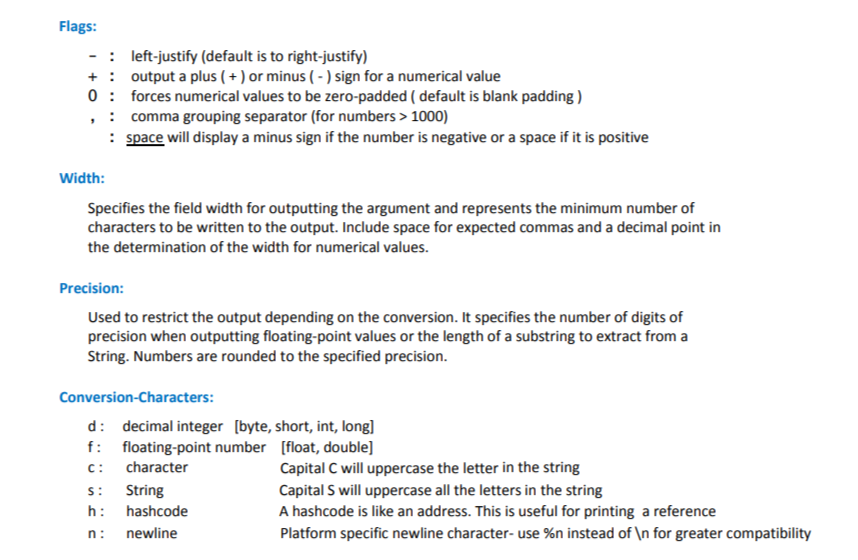 Flags:
- : left-justify (default is to right-justify)
+ : output a plus ( + ) or minus ( - ) sign for a numerical value
0 : forces numerical values to be zero-padded ( default is blank padding )
, : comma grouping separator (for numbers > 1000)
: space will display a minus sign if the number is negative or a space if it is positive
Width:
Specifies the field width for outputting the argument and represents the minimum number of
characters to be written to the output. Include space for expected commas and a decimal point in
the determination of the width for numerical values.
Precision:
Used to restrict the output depending on the conversion. It specifies the number of digits of
precision when outputting floating-point values or the length of a substring to extract from a
String. Numbers are rounded to the specified precision.
Conversion-Characters:
d : decimal integer [byte, short, int, long]
f : floating-point number [float, double]
c : character Capital C will uppercase the letter in the string
s : String Capital S will uppercase all the letters in the string
h : hashcode A hashcode is like an address. This is useful for printing a reference
n : newline Platform specific newline character- use %n instead of \n for greater compatibility